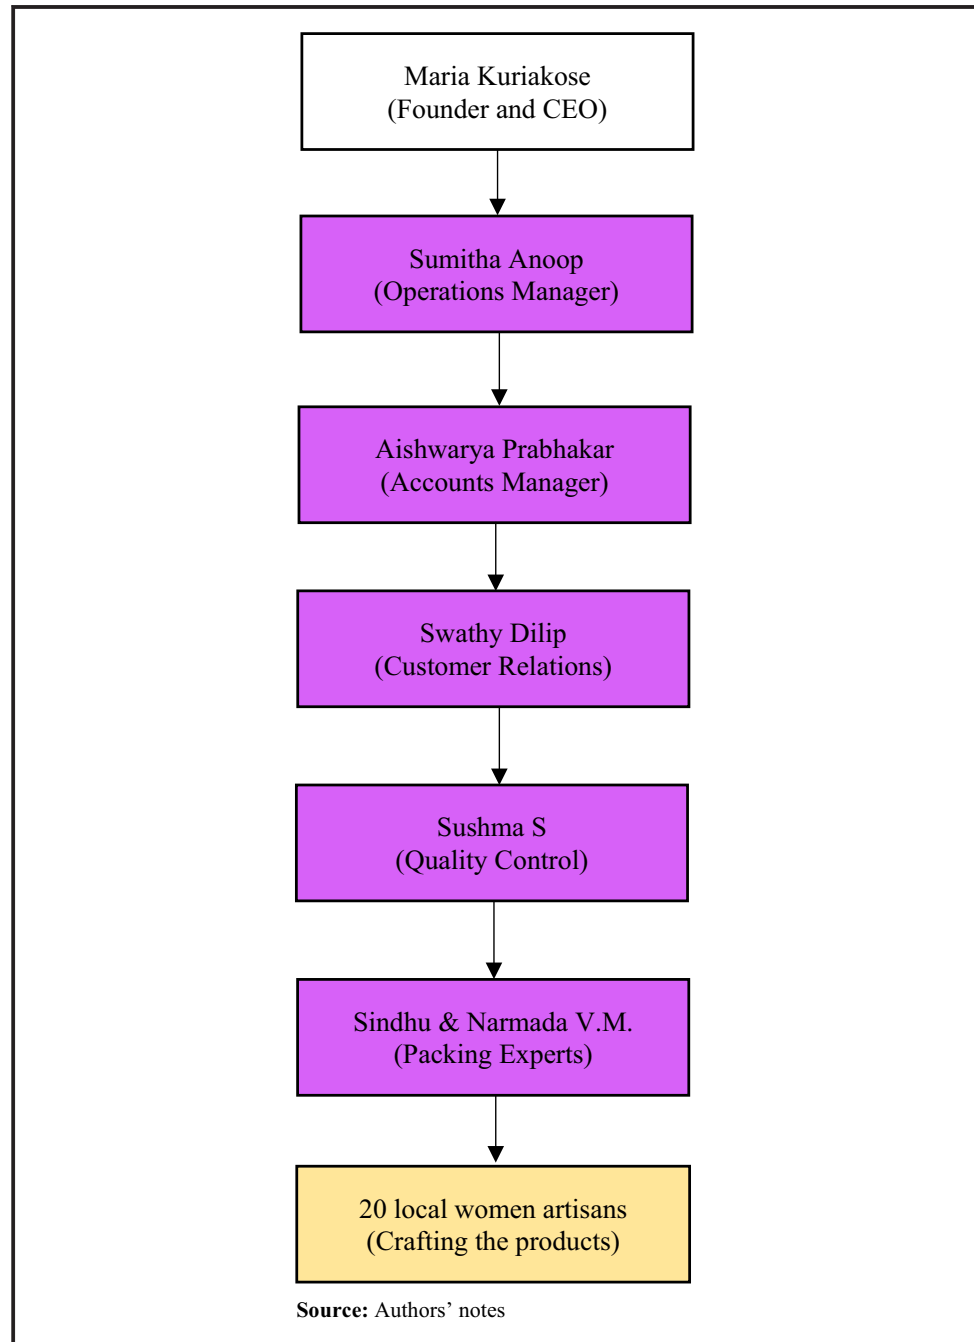 Maria Kuriakose
(Founder and CEO)
Sumitha Anoop
(Operations Manager)
Aishwarya Prabhakar
(Accounts Manager)
Swathy Dilip
(Customer Relations)
Sushma S
(Quality Control)
Sindhu & Narmada V.M.
(Packing Experts)
20 local women artisans
(Crafting the products)
Source: Authors’ notes